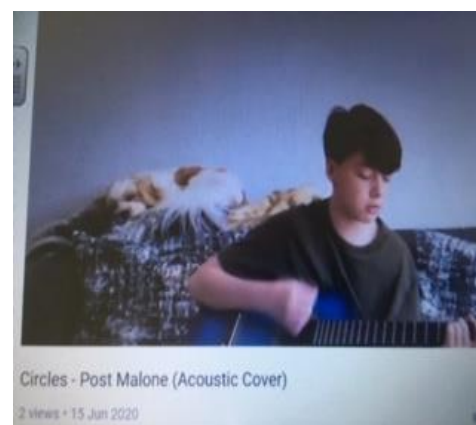 Circles - Post Malone (Acoustic Cover)
2 views • 15 Jun 2020